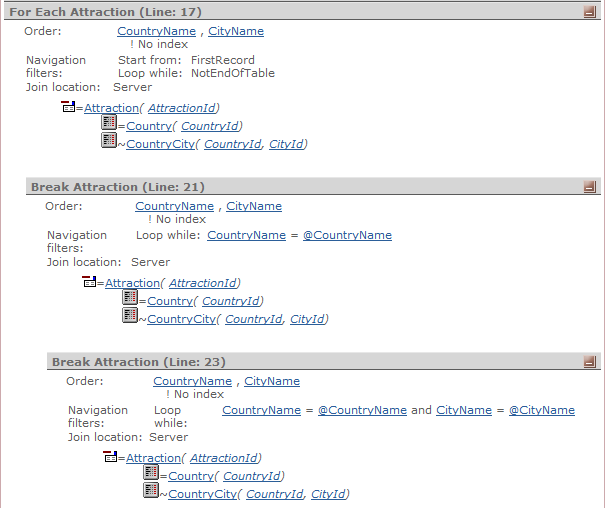 For Each Attraction (Line: 17)
Order: CountryName , CityName
! No index
Navigation filters: Start from: FirstRecord
Loop while: NotEndOfTable
Join location: Server
=Attraction( AttractionId)
=Country( CountryId)
~CountryCity( CountryId, CityId)
Break Attraction (Line: 21)
Order: CountryName , CityName
! No index
Navigation filters: Loop while: CountryName = @CountryName
Join location: Server
=Attraction( AttractionId)
=Country( CountryId)
~CountryCity( CountryId, CityId)
Break Attraction (Line: 23)
Order: CountryName , CityName
! No index
Navigation filters: Loop while: CountryName = @CountryName and CityName = @CityName
Join location: Server
=Attraction( AttractionId)
=Country( CountryId)
~CountryCity( CountryId, CityId)